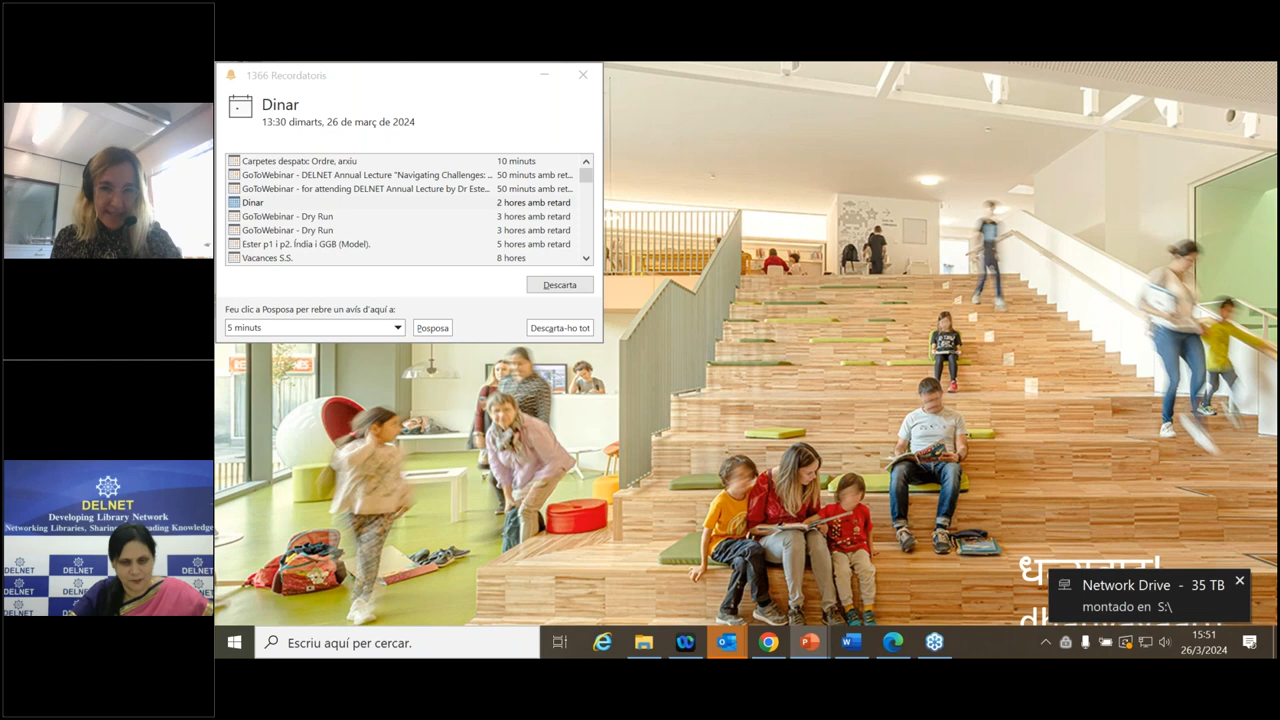 1366 Recordatoris
Dinar
13:30 dimarts, 26 de març de 2024
Carpetes despatx: Ordre, arxiu 10 minuts
GoToWebinar - DELNET Annual Lecture "Navigating Challenges: ... 50 minuts amb ret...
GoToWebinar - for attending DELNET Annual Lecture by Dr Este... 50 minuts amb ret...
Dinar 2 hores amb retard
GoToWebinar - Dry Run 3 hores amb retard
GoToWebinar - Dry Run 3 hores amb retard
Ester p1 i p2. Índia i GGB (Model). 5 hores amb retard
Vacances S.S. 8 hores
Descarta
Feu clic a Posposa per rebre un avís d'aquí a:
5 minuts Posposa Descarta-ho tot
DELNET
Developing Library Network
Networking Libraries, Sharing
Knowledge
DELNET
DELNET
DELNET
DELNET
DELNET
Network Drive - 35 TB
montado en S:\
Escriu aquí per cercar.
15:51
26/3/2024